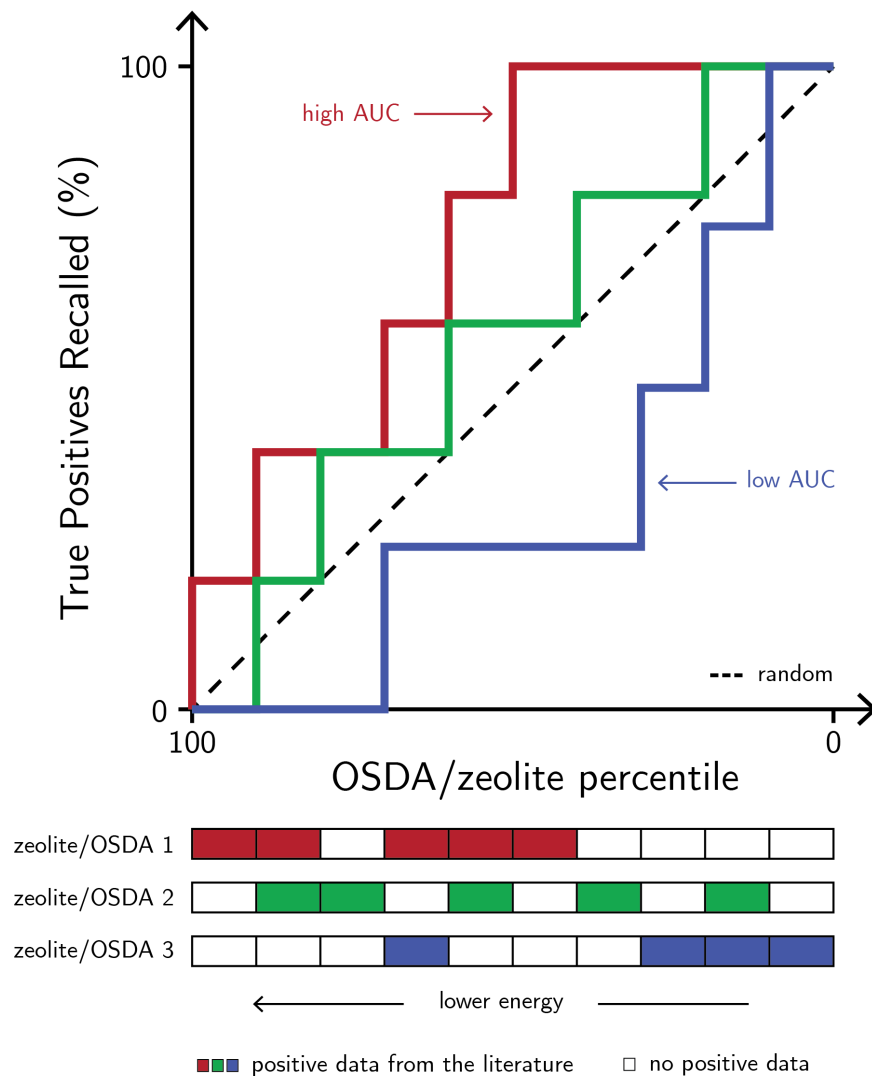 100
high AUC
True Positives Recalled (%)
low AUC
random
0
100
0
OSDA/zeolite percentile
zeolite/OSDA 1
zeolite/OSDA 2
zeolite/OSDA 3
lower energy
positive data from the literature
no positive data